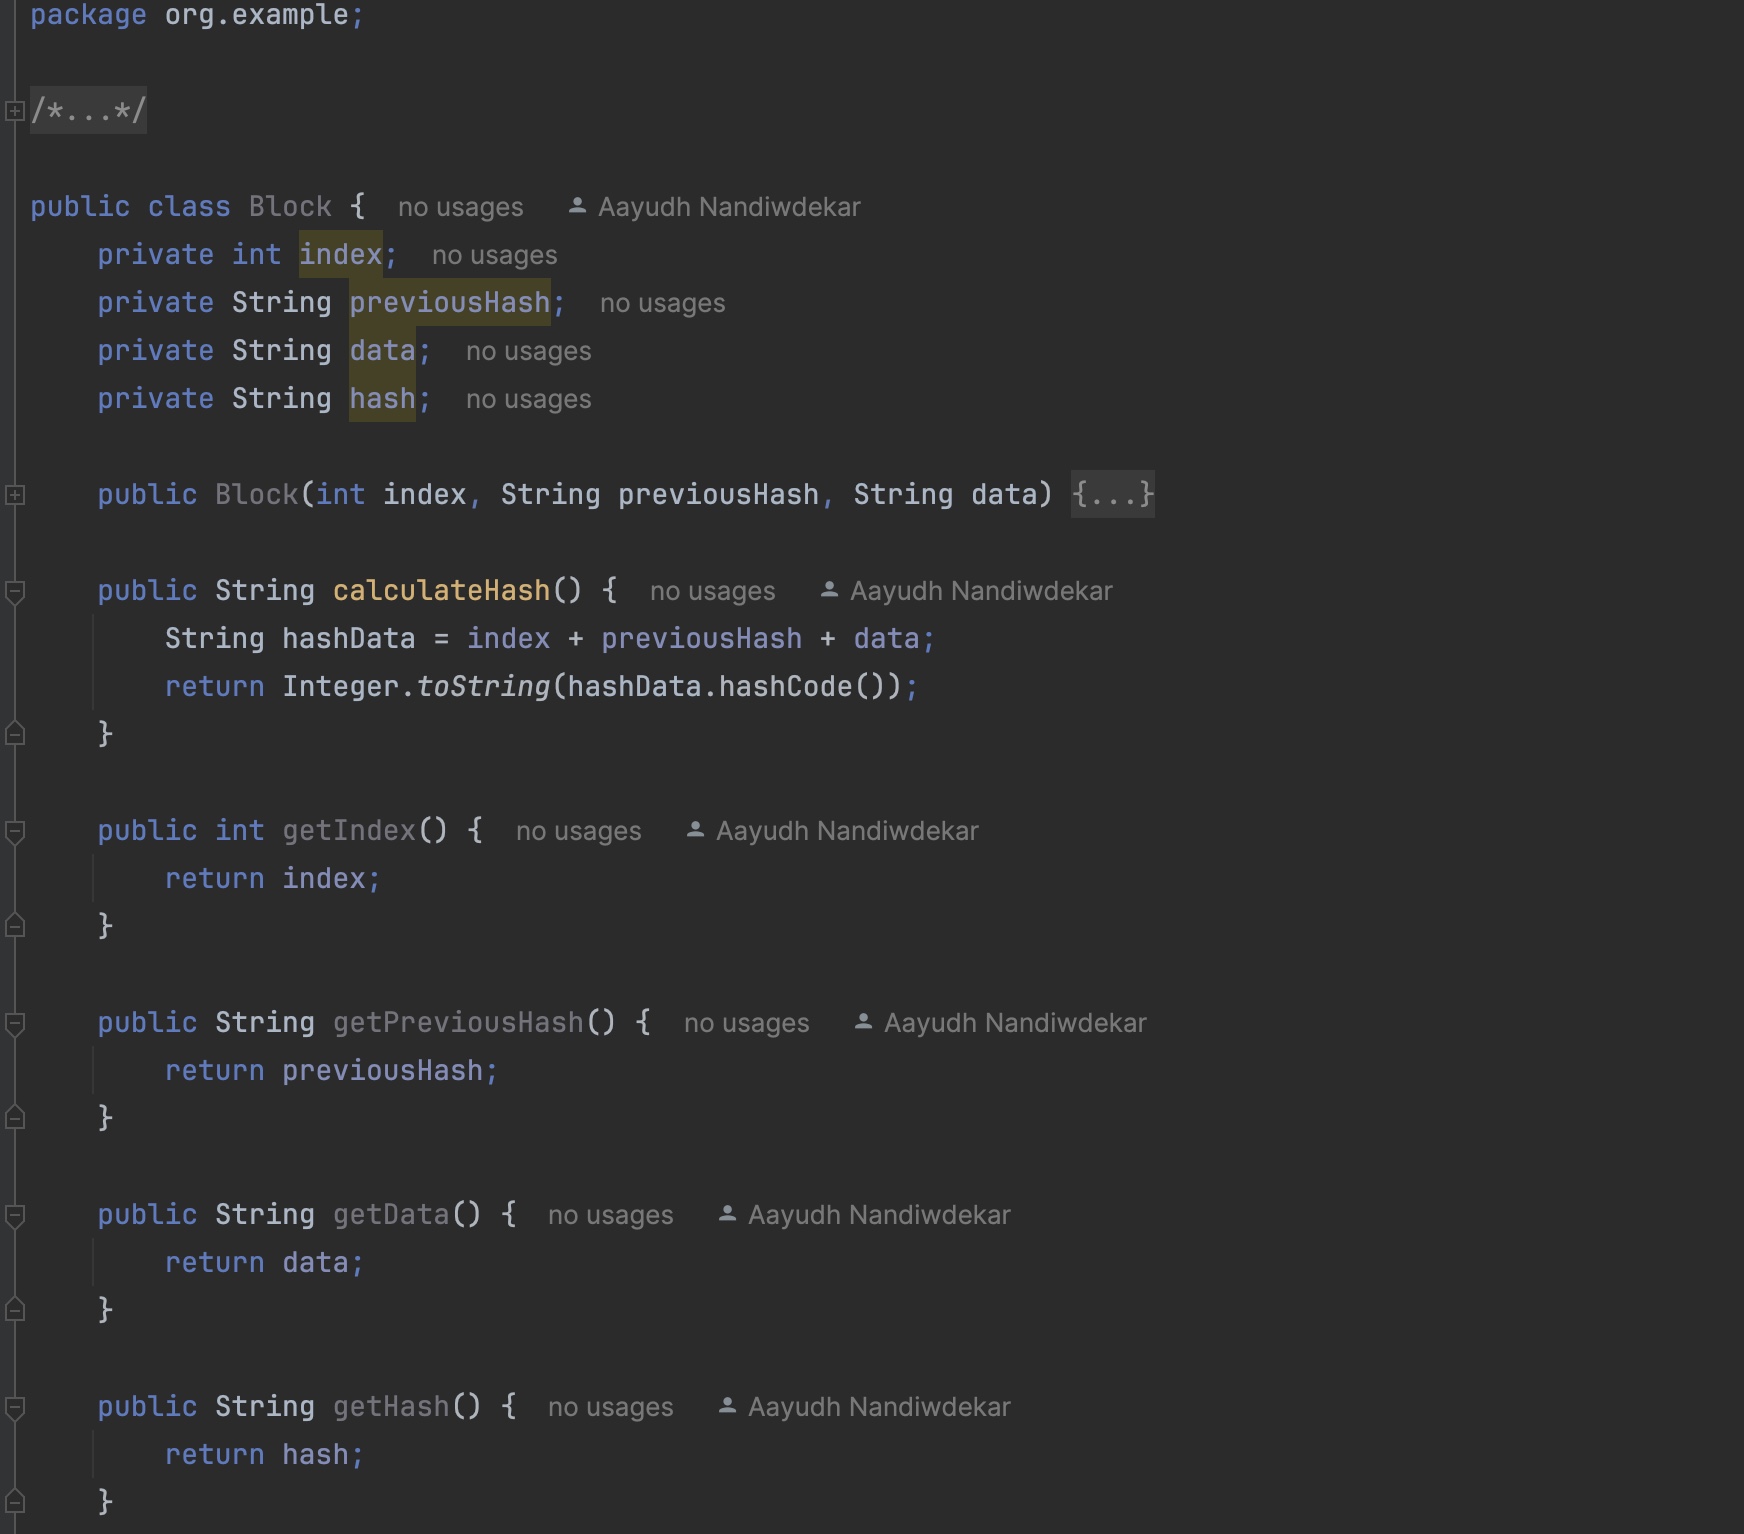 package org.example;
/*...*/
public class Block { no usages Aayudh Nandiwdekar
private int index; no usages
private String previousHash; no usages
private String data; no usages
private String hash; no usages
public Block(int index, String previousHash, String data) {...}
public String calculateHash() { no usages Aayudh Nandiwdekar
String hashData = index + previousHash + data;
return Integer.toString(hashData.hashCode());
}
public int getIndex() { no usages Aayudh Nandiwdekar
return index;
}
public String getPreviousHash() { no usages Aayudh Nandiwdekar
return previousHash;
}
public String getData() { no usages Aayudh Nandiwdekar
return data;
}
public String getHash() { no usages Aayudh Nandiwdekar
return hash;
}